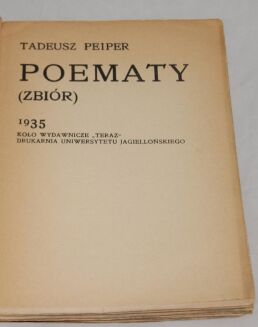 TADEUSZ PEIPER
POEMATY
(ZBIÓR)
1935
KOŁO WYDAWNICZE „TERAZ”
DRUKARNIA UNIWERSYTETU JAGIELLOŃSKIEGO